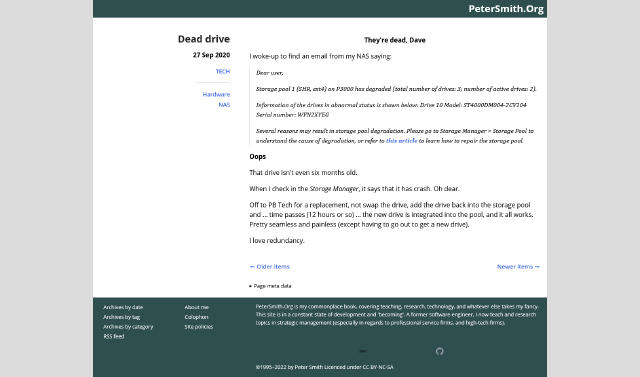 PeterSmith.Org
Dead drive
27 Sep 2020
TECH
Hardware
NAS
They're dead, Dave
I woke-up to find an email from my NAS saying:
Dear user,
Storage pool 1 (SHR, ext4) on P3000 has degraded (total number of drives: 3; number of active drives: 2).
Information of the drives in abnormal status is shown below: Drive 10 Model: ST4000DM004-2CV104
Serial number: WFN2XYEG
Several reasons may result in storage pool degradation. Please go to Storage Manager > Storage Pool to
understand the cause of degradation, or refer to this article to learn how to repair the storage pool.
Oops
That drive isn't even six months old.
When I check in the Storage Manager, it says that it has crash. Oh dear.
Off to PB Tech for a replacement, not swap the drive, add the drive back into the storage pool
and ... time passes (12 hours or so) ... the new drive is integrated into the pool, and it all works.
Pretty seamless and painless (except having to go out to get a new drive).
I love redundancy.
← Older items
Newer items →
▸ Page meta data
Archives by date
Archives by tag
Archives by category
RSS feed
About me
Colophon
Site policies
PeterSmith.Org is my commonplace book, covering teaching, research, technology, and whatever else takes my fancy.
This site is in a constant state of development and 'becoming'. A former software engineer, I now teach and research
topics in strategic management (especially in regards to professional service firms, and high-tech firms).
©1995–2022 by Peter Smith Licenced under CC BY-NC-SA